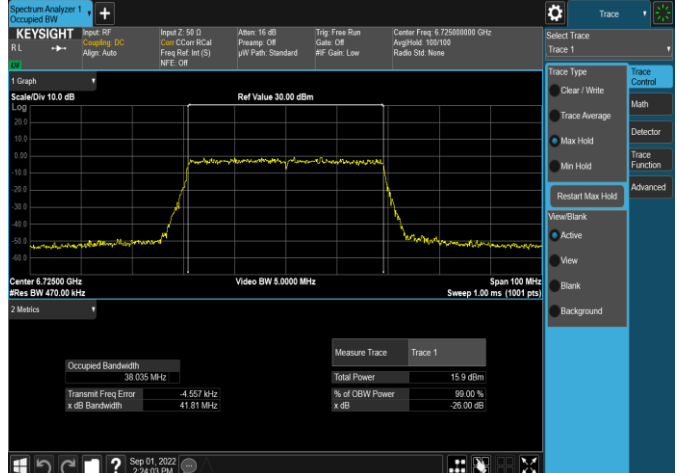 Spectrum Analyzer 1
Occupied BW
KEYSIGHT
RL
Input: RF
Coupling: DC
Align: Auto
Input Z: 50 Ω
Corr CCorr RCal
Freq Ref: Int (S)
NFE: Off
Atten: 16 dB
Preamp: Off
µW Path: Standard
Trig: Free Run
Gate: Off
#IF Gain: Low
Center Freq: 6.725000000 GHz
Avg|Hold: 100/100
Radio Std: None
LV
1 Graph
Scale/Div 10.0 dB
Ref Value 30.00 dBm
Log
20.0
10.0
0.00
-10.0
-20.0
-30.0
-40.0
-50.0
-60.0
Center 6.72500 GHz
Video BW 5.0000 MHz
Span 100 MHz
#Res BW 470.00 kHz
Sweep 1.00 ms (1001 pts)
2 Metrics
Occupied Bandwidth
38.035 MHz
Transmit Freq Error -4.557 kHz
x dB Bandwidth 41.81 MHz
Measure Trace Trace 1
Total Power 15.9 dBm
% of OBW Power 99.00 %
x dB -26.00 dB
?
Sep 01, 2022
2:24:03 PM
Trace
Select Trace
Trace 1
Trace Type
Clear / Write
Trace Average
Max Hold
Min Hold
Restart Max Hold
View/Blank
Active
View
Blank
Background
Trace
Control
Math
Detector
Trace
Function
Advanced